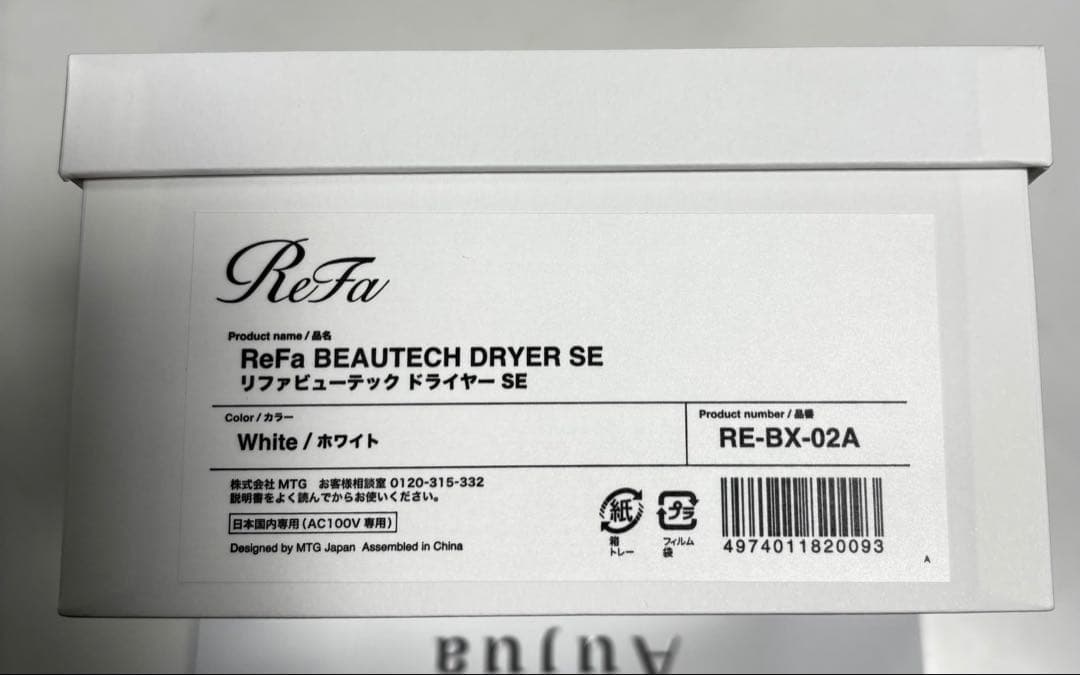 ReFa
Product name / 品名
ReFa BEAUTECH DRYER SE
リファビューテック ドライヤー SE
Color / カラー
White / ホワイト
Product number / 品番
RE-BX-02A
株式会社 MTG お客様相談室 0120-315-332
説明書をよく読んでからお使いください。
日本国内専用（AC100V 専用）
Designed by MTG Japan Assembled in China
紙
箱
トレー
プラ
フィルム
袋
4974011820093
A
Aujua